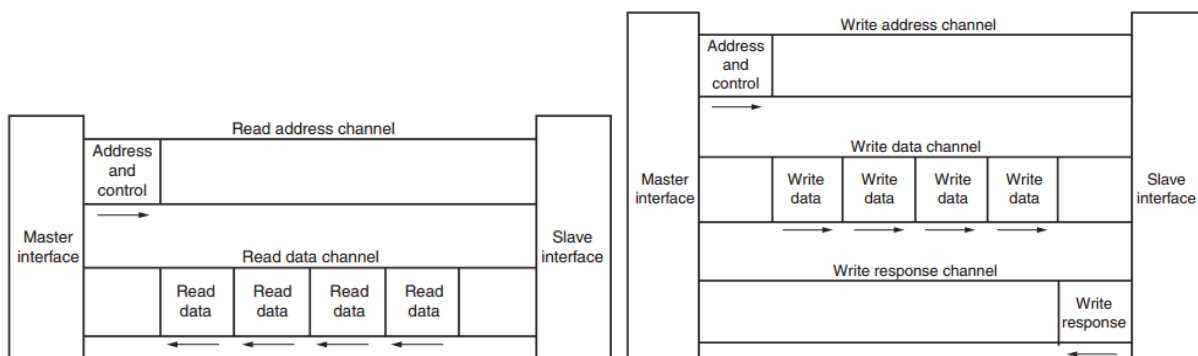 Read address channel
Address
and
control
Master
interface
Slave
interface
Read data channel
Read
data
Read
data
Read
data
Read
data
Write address channel
Address
and
control
Write data channel
Master
interface
Write
data
Write
data
Write
data
Write
data
Slave
interface
Write response channel
Write
response